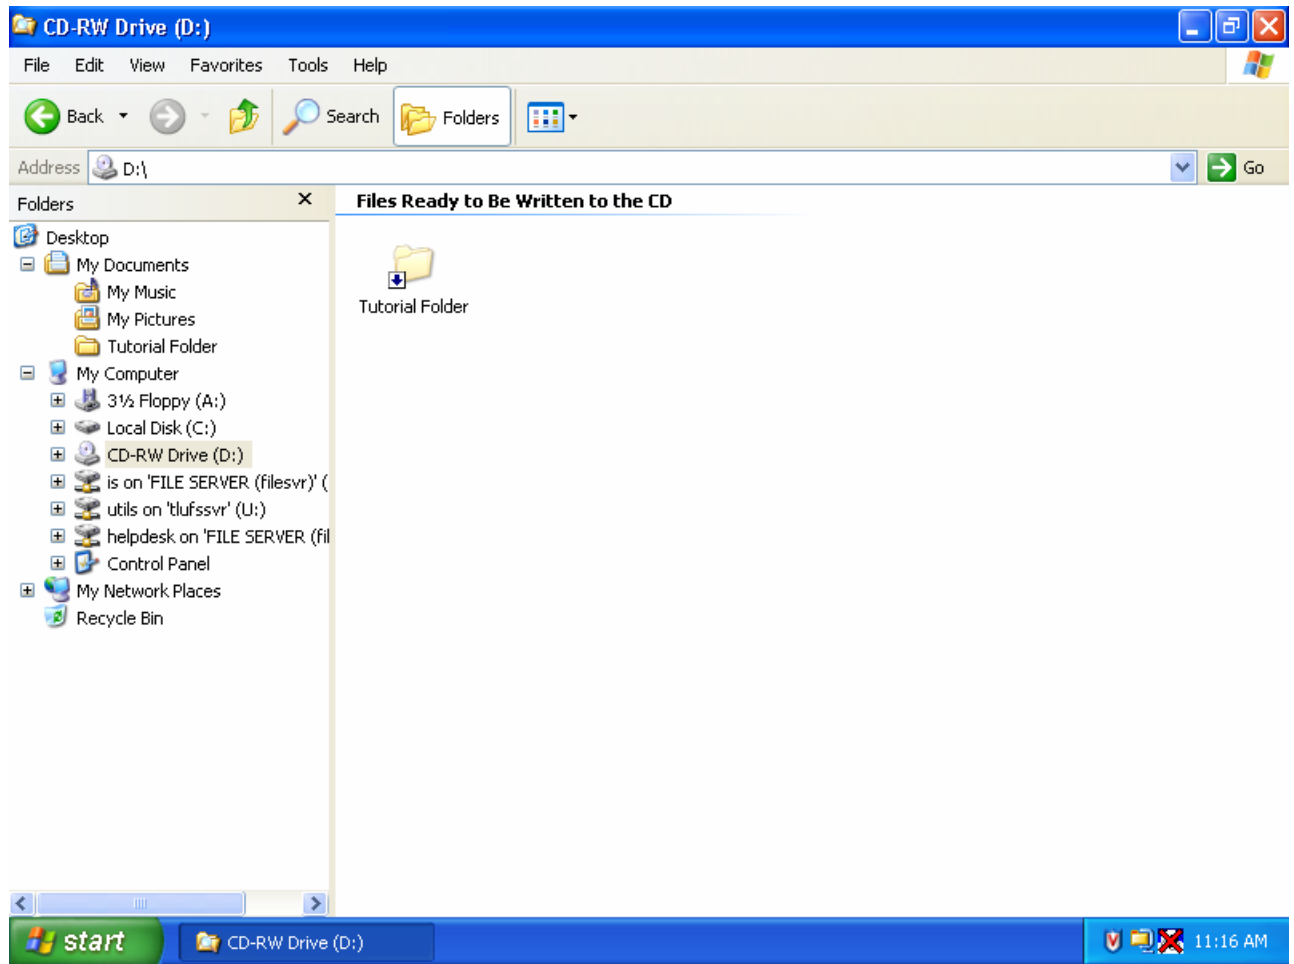 CD-RW Drive (D:)
File Edit View Favorites Tools Help
Back Search Folders
Address D:\ Go
Folders
Files Ready to Be Written to the CD
Desktop
My Documents
My Music
My Pictures
Tutorial Folder
My Computer
3½ Floppy (A:)
Local Disk (C:)
CD-RW Drive (D:)
is on 'FILE SERVER (filesvr)' (
utils on 'tlufssvr' (U:)
helpdesk on 'FILE SERVER (fil
Control Panel
My Network Places
Recycle Bin
Tutorial Folder
start CD-RW Drive (D:) 11:16 AM